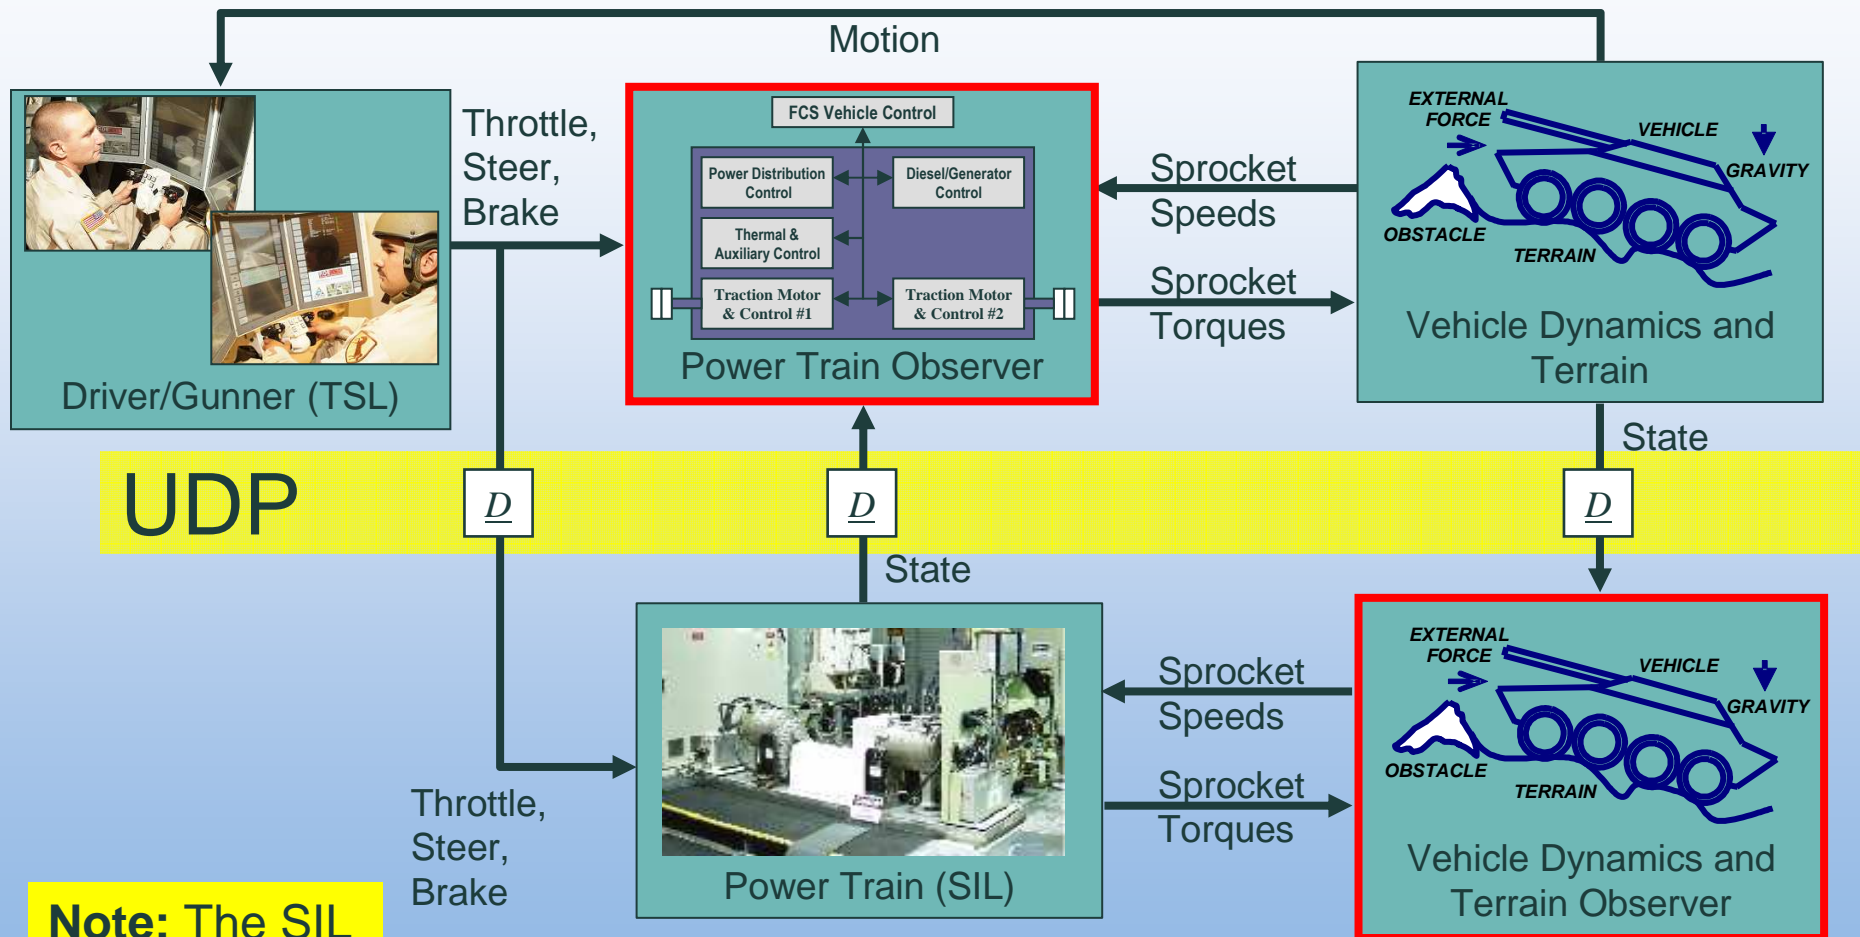 Motion
Driver/Gunner (TSL)
Throttle,
Steer,
Brake
FCS Vehicle Control
Power Distribution
Control
Diesel/Generator
Control
Thermal &
Auxiliary Control
Traction Motor
& Control #1
Traction Motor
& Control #2
Power Train Observer
Sprocket
Speeds
Sprocket
Torques
EXTERNAL
FORCE
VEHICLE
GRAVITY
OBSTACLE
TERRAIN
Vehicle Dynamics and
Terrain
State
UDP
D
D
D
State
Throttle,
Steer,
Brake
Power Train (SIL)
Sprocket
Speeds
Sprocket
Torques
EXTERNAL
FORCE
VEHICLE
GRAVITY
OBSTACLE
TERRAIN
Vehicle Dynamics and
Terrain Observer
Note: The SIL